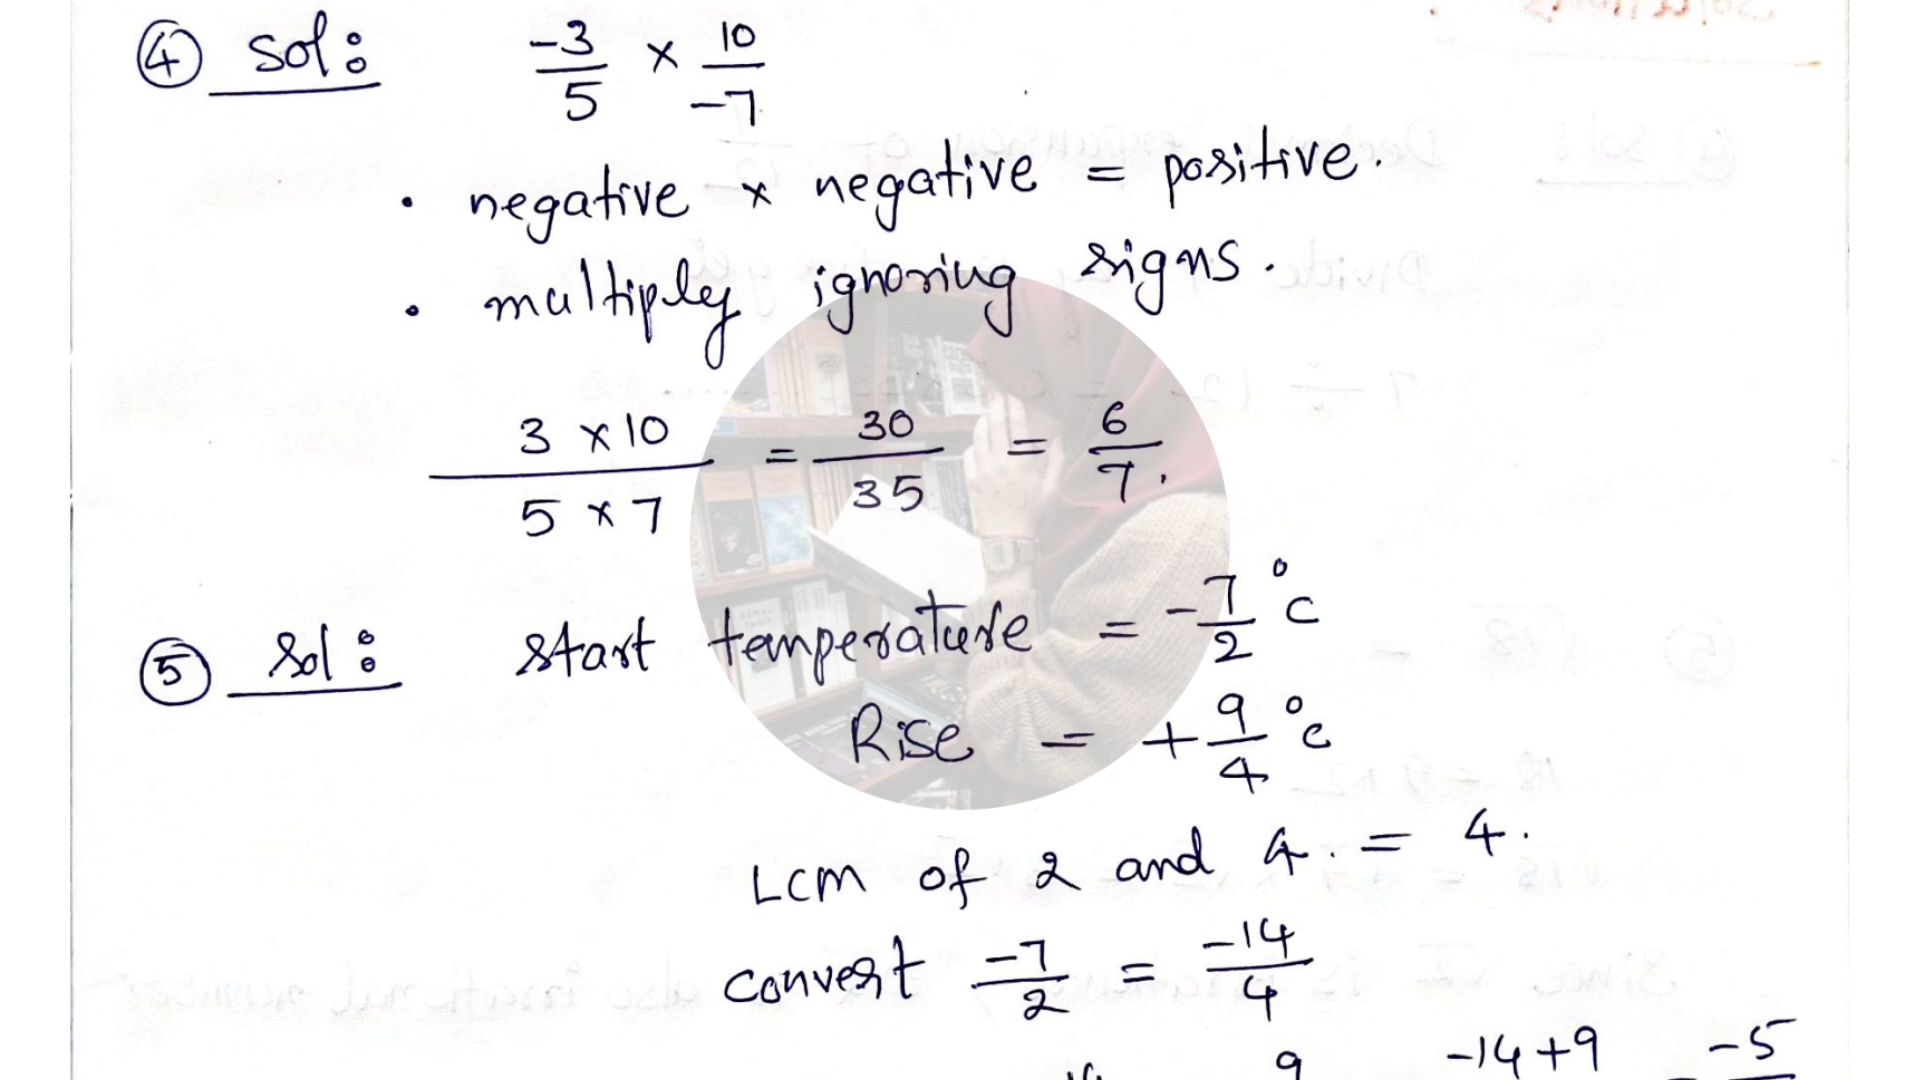 ④ Sol: -3/5 × 10/-7
• negative × negative = positive.
• multiply ignoring signs.
3 × 10 / 5 × 7 = 30/35 = 6/7.
⑤ Sol: start temperature = -7/2 °C
Rise = +9/4 °C
LCM of 2 and 4. = 4.
convert -7/2 = -14/4
9 -14+9 -5